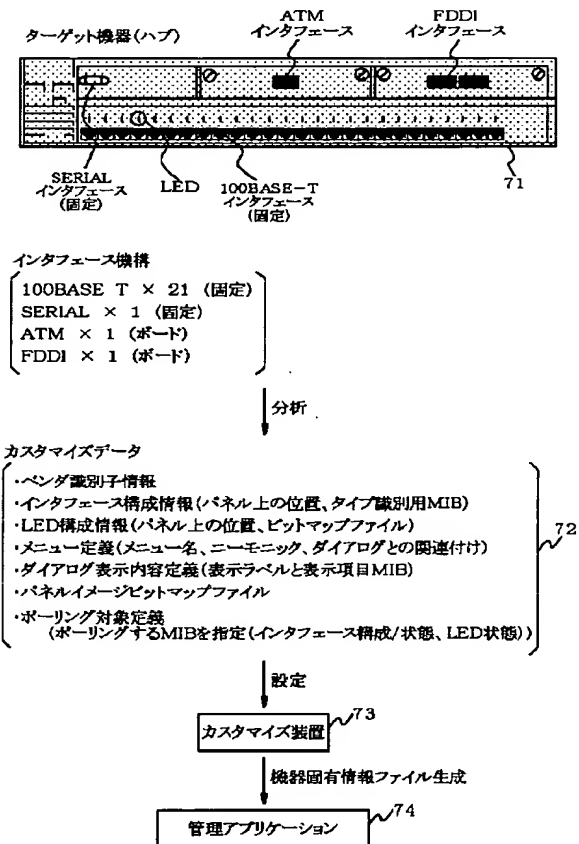 ATM
インタフェース
FDDI
インタフェース
ターゲット機器(ハブ)
SERIAL
インタフェース
(固定)
LED
100BASE-T
インタフェース
(固定)
71
インタフェース機構
100BASE T × 21 (固定)
SERIAL × 1 (固定)
ATM × 1 (ボード)
FDDI × 1 (ボード)
分析
カスタマイズデータ
・ベンダ識別子情報
・インタフェース構成情報(パネル上の位置、タイプ識別用MIB)
・LED構成情報(パネル上の位置、ビットマップファイル)
・メニュー定義(メニュー名、ニーモニック、ダイアログとの関連付け)
・ダイアログ表示内容定義(表示ラベルと表示項目MIB)
・パネルイメージビットマップファイル
・ポーリング対象定義
(ポーリングするMIBを指定(インタフェース構成/状態、LED状態))
72
設定
カスタマイズ装置
73
機器固有情報ファイル生成
管理アプリケーション
74